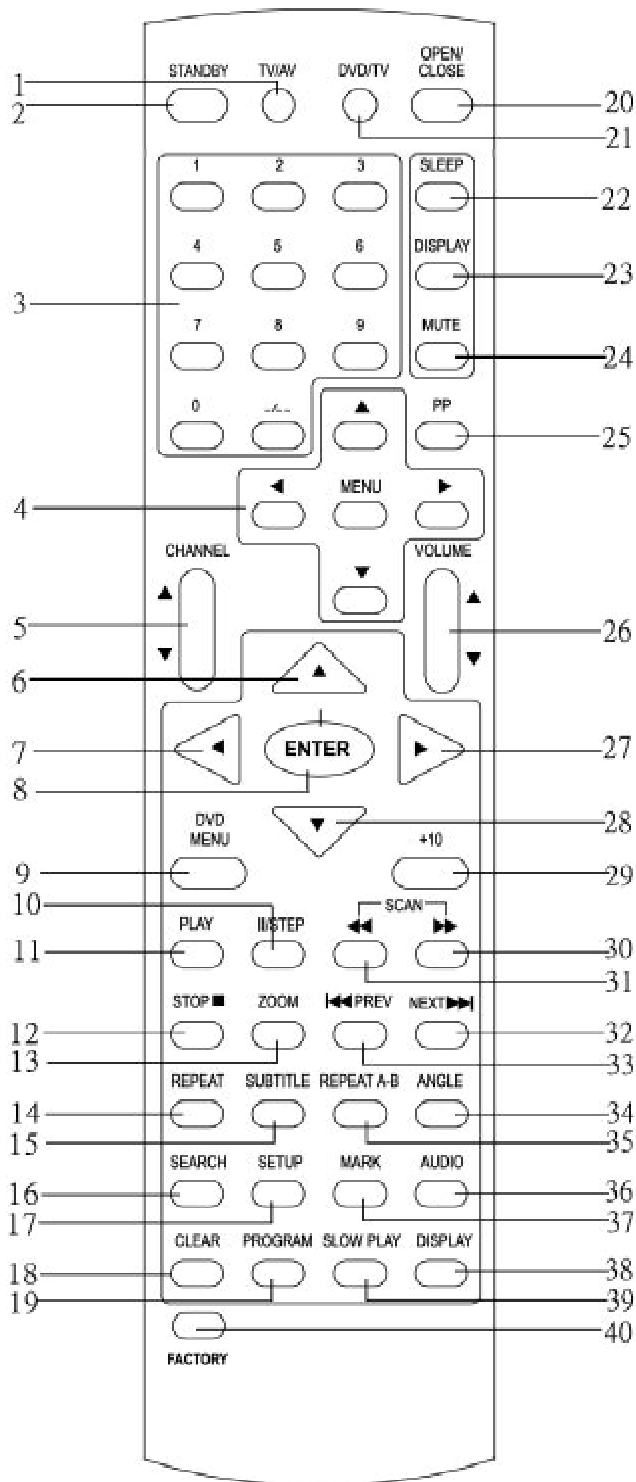 OPEN/
STANDBY TV/AV DVD/TV CLOSE
1
2 20
21
1 2 3 SLEEP
22
4 5 6 DISPLAY
3 23
7 8 9 MUTE
24
0 -/-- ▲ PP
25
4 ◀ MENU ▶
CHANNEL ▼ VOLUME
▲ ▲
5 26
▼ ▼
6 ▲
7 ◀ ENTER ▶ 27
8
DVD ▼ 28
MENU +10
9 29
10 SCAN
PLAY II/STEP ◀◀ ▶▶
11 30
31
STOP ■ ZOOM |◀◀ PREV NEXT ▶▶|
12 32
13 33
REPEAT SUBTITLE REPEAT A-B ANGLE
14 34
15 35
SEARCH SETUP MARK AUDIO
16 36
17 37
CLEAR PROGRAM SLOW PLAY DISPLAY
18 38
19 39
40
FACTORY